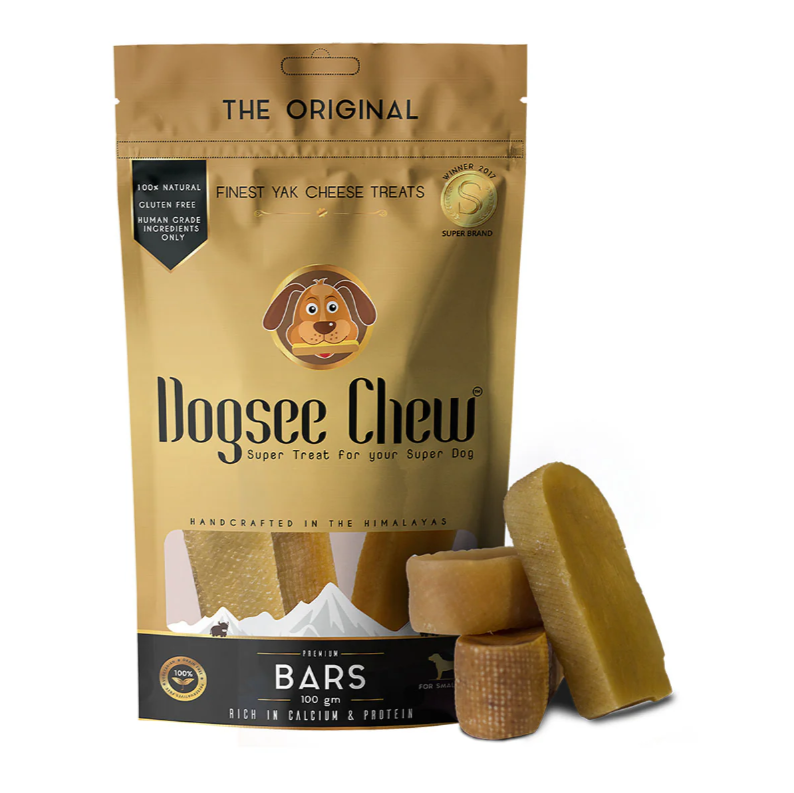 THE ORIGINAL
100% NATURAL
GLUTEN FREE
HUMAN GRADE
INGREDIENTS
ONLY
FINEST YAK CHEESE TREATS
WINNER 2017
S
SUPER BRAND
Dogsee Chew™
Super Treat for your Super Dog
HANDCRAFTED IN THE HIMALAYAS
100%
PREMIUM
BARS
100 gm
RICH IN CALCIUM & PROTEIN
FOR